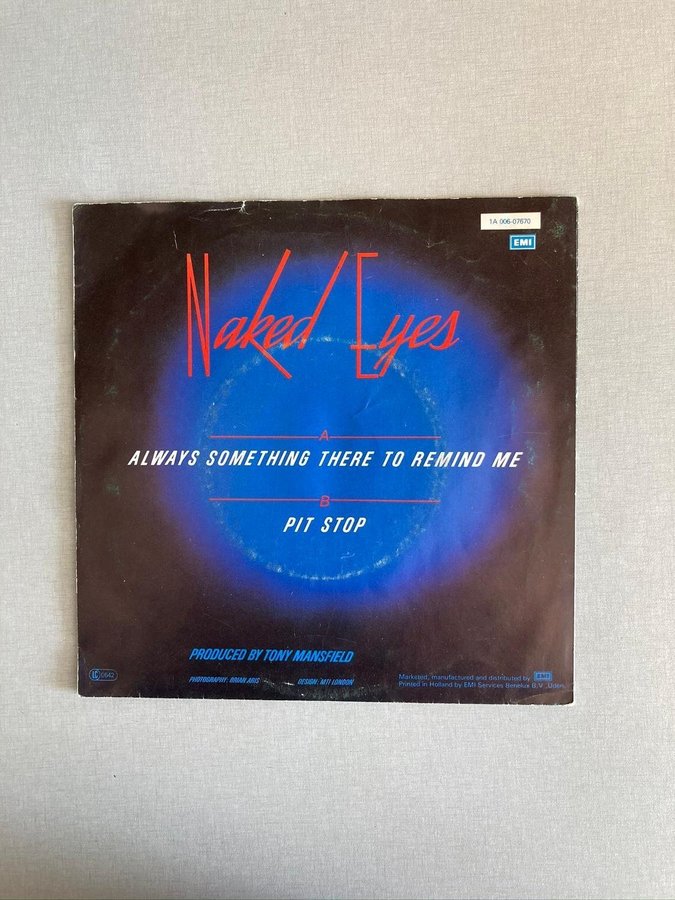 1A 006-07670
EMI
Naked Eyes
A
ALWAYS SOMETHING THERE TO REMIND ME
B
PIT STOP
PRODUCED BY TONY MANSFIELD
PHOTOGRAPHY: BRIAN ARIS DESIGN: MTI LONDON
LC 0542
Marketed, manufactured and distributed by EMI
Printed in Holland by EMI Services Benelux B.V., Uden.